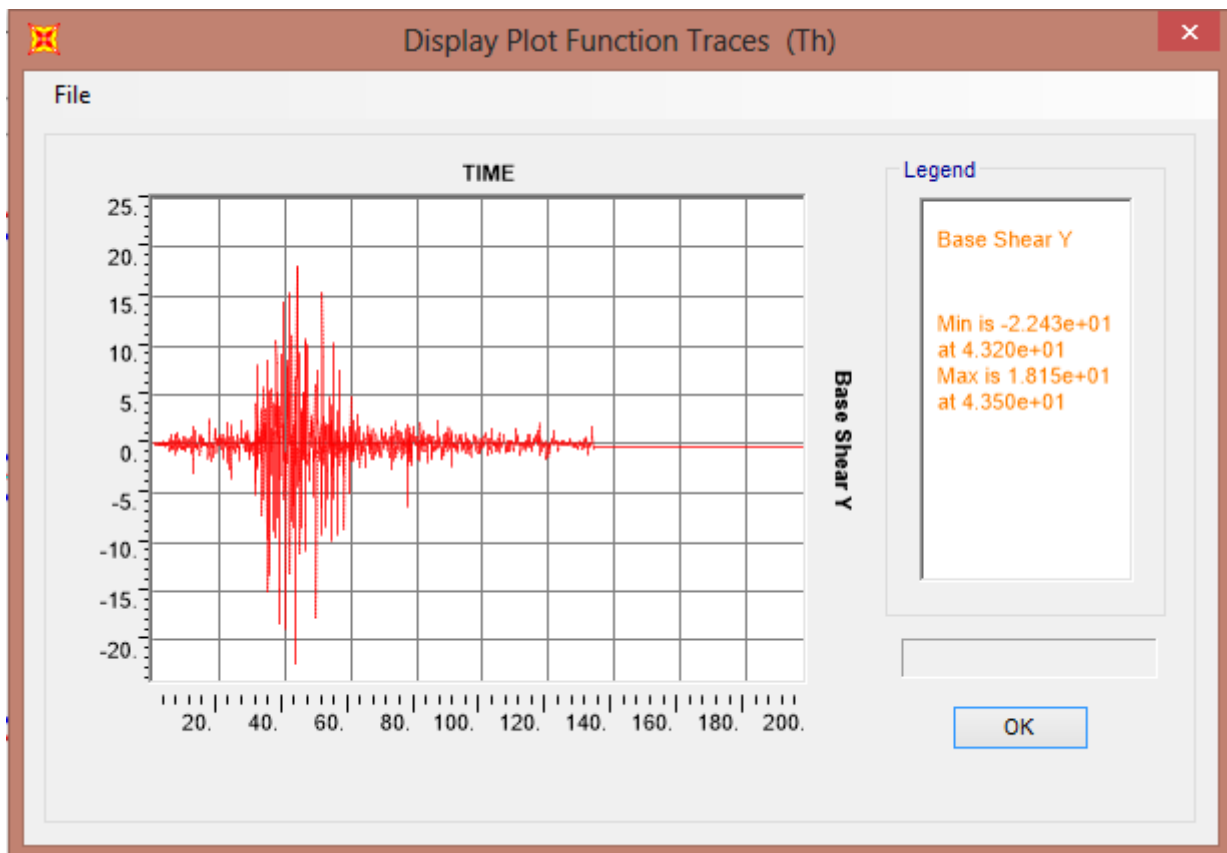 Display Plot Function Traces (Th)
File
TIME
25.
20.
15.
10.
5.
0.
-5.
-10.
-15.
-20.
20. 40. 60. 80. 100. 120. 140. 160. 180. 200.
Base Shear Y
Legend
Base Shear Y
Min is -2.243e+01
at 4.320e+01
Max is 1.815e+01
at 4.350e+01
OK